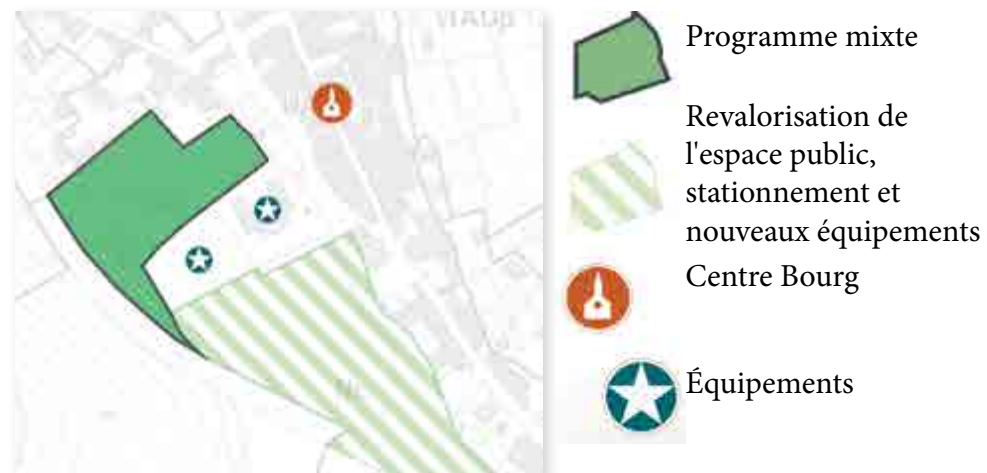 Programme mixte
Revalorisation de
l'espace public,
stationnement et
nouveaux équipements
Centre Bourg
Équipements